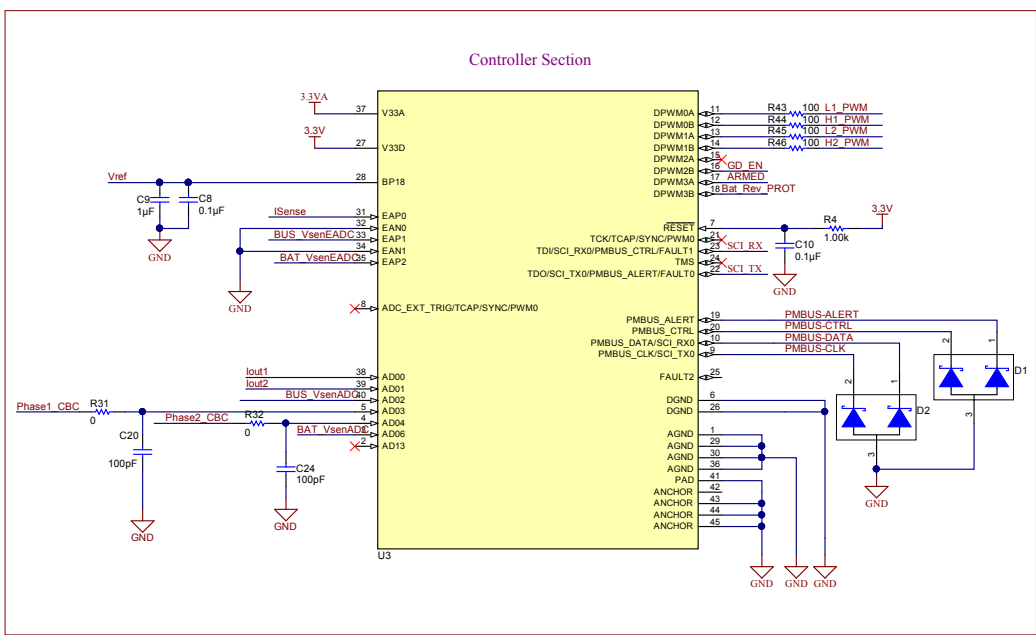 Controller Section
3.3VA
37 V33A
3.3V
27 V33D
Vref
28 BP18
C9
1µF
C8
0.1µF
GND
ISense 31 EAP0
32 EAN0
BUS_VsenEADC 33 EAP1
34 EAN1
BAT_VsenEADC 35 EAP2
GND
8 ADC_EXT_TRIG/TCAP/SYNC/PWM0
Iout1 38 AD00
Iout2 39 AD01
BUS_VsenADC 40 AD02
Phase1_CBC R31 0 5 AD03
Phase2_CBC R32 0 4 AD04
BAT_VsenADC AD06
2 AD13
C20
100pF
GND
C24
100pF
GND
U3
DPWM0A 11 R43 100 L1_PWM
DPWM0B 12 R44 100 H1_PWM
DPWM1A 13 R45 100 L2_PWM
DPWM1B 14 R46 100 H2_PWM
DPWM2A 15
DPWM2B 16 GD_EN
DPWM3A 17 ARMED
DPWM3B 18 Bat_Rev_PROT
RESET 7 R4 1.00k 3.3V
TCK/TCAP/SYNC/PWM0 21
TDI/SCI_RX0/PMBUS_CTRL/FAULT1 23 SCI_RX
TMS 24
TDO/SCI_TX0/PMBUS_ALERT/FAULT0 22 SCI_TX
C10
0.1µF
GND
PMBUS_ALERT 19 PMBUS-ALERT
PMBUS_CTRL 20 PMBUS-CTRL
PMBUS_DATA/SCI_RX0 10 PMBUS-DATA
PMBUS_CLK/SCI_TX0 9 PMBUS-CLK
FAULT2 25
DGND 6
DGND 26
AGND 1
AGND 29
AGND 30
AGND 36
PAD 41
ANCHOR 42
ANCHOR 43
ANCHOR 44
ANCHOR 45
GND GND GND
2 1
D1
3
2 1
D2
3
GND